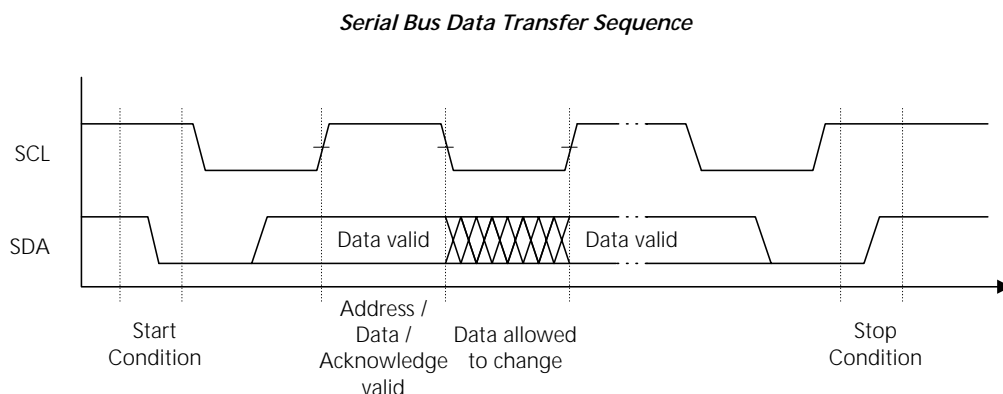 Serial Bus Data Transfer Sequence
SCL
SDA
Data valid
Data valid
Start
Condition
Address /
Data /
Acknowledge
valid
Data allowed
to change
Stop
Condition